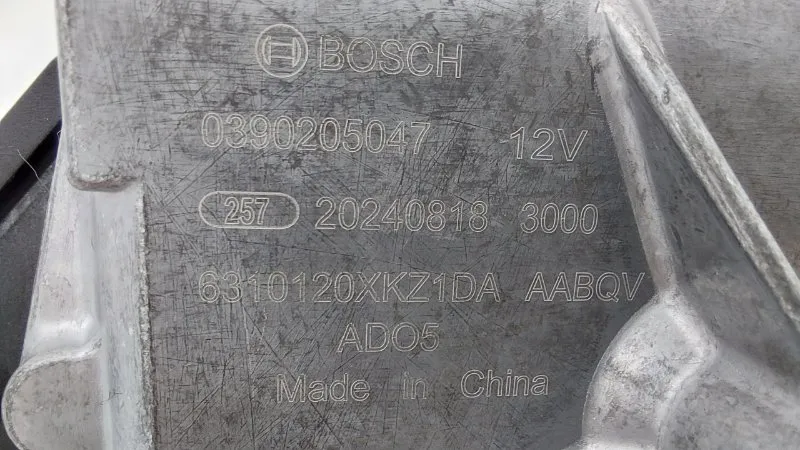 BOSCH
0390205047 12V
257 20240818 3000
6310120XKZ1DA AABQV
ADO5
Made in China